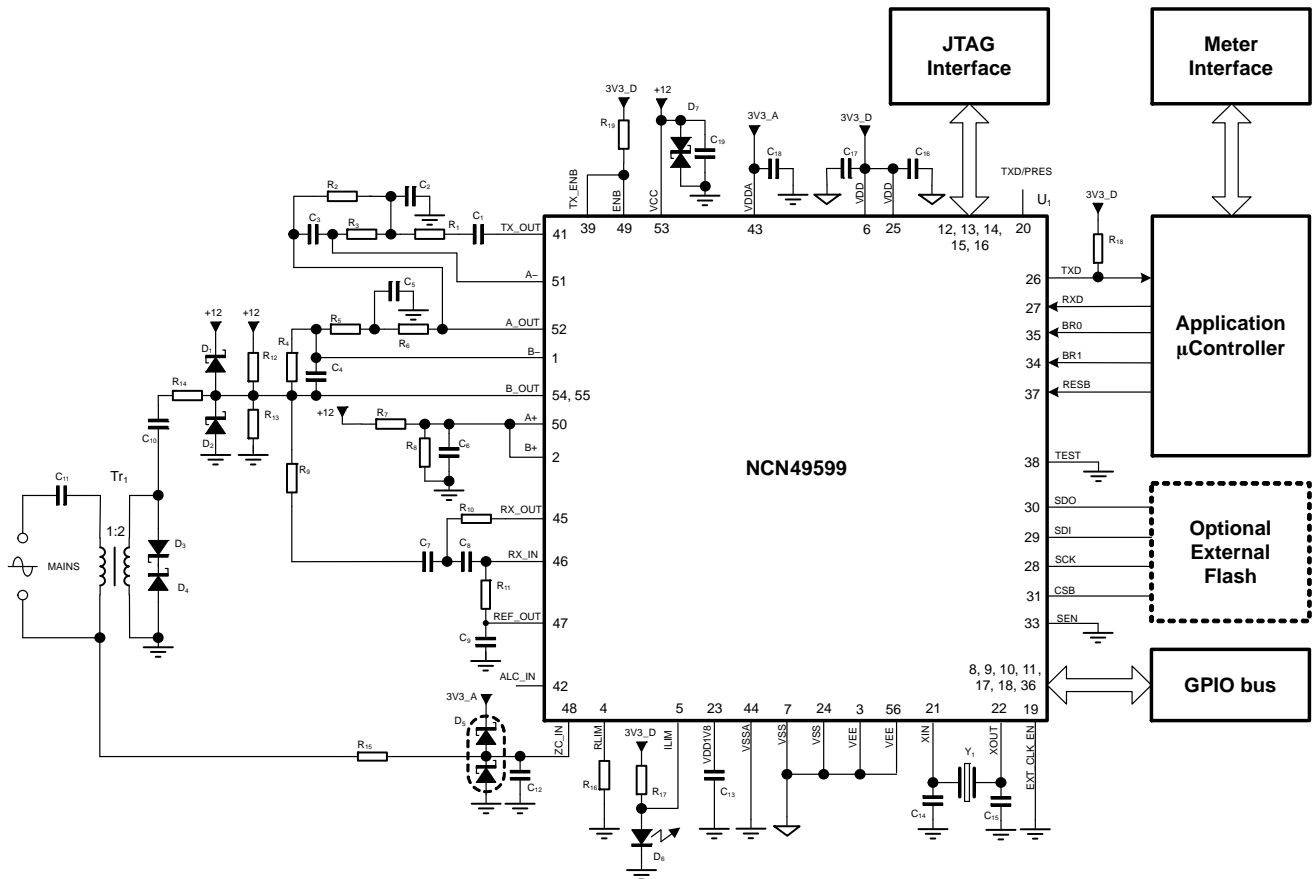 JTAG
Interface
Meter
Interface
3V3_D
+12
D7
3V3_A
3V3_D
R19
C19
C18
C17
C16
TXD/PRES
TX_ENB
ENB
VCC
VDDA
VDD
VDD
U1
39
49
53
43
6
25
12, 13, 14,
15, 16
20
R2
C2
C3
R3
R1
C1
TX_OUT
41
A−
51
C5
+12
+12
R5
R6
A_OUT
52
D1
R12
R4
B−
1
C4
R14
B_OUT
54, 55
D2
R13
+12
R7
A+
50
C10
R8
C6
B+
2
R9
C11
Tr1
1:2
R10
RX_OUT
45
C7
C8
RX_IN
46
D3
D4
MAINS
R11
REF_OUT
47
C9
ALC_IN
42
3V3_A
D5
R15
C12
NCN49599
3V3_D
R18
26
TXD
27
RXD
35
BR0
34
BR1
37
RESB
Application
µController
38
TEST
30
SDO
29
SDI
28
SCK
31
CSB
33
SEN
Optional
External
Flash
8, 9, 10, 11,
17, 18, 36
GPIO bus
48
4
5
23
44
7
24
3
56
21
22
19
ZC_IN
RLIM
ILIM
VDD1V8
VSSA
VSS
VSS
VEE
VEE
XIN
XOUT
EXT_CLK_EN
3V3_D
R16
R17
C13
Y1
C14
C15
D6